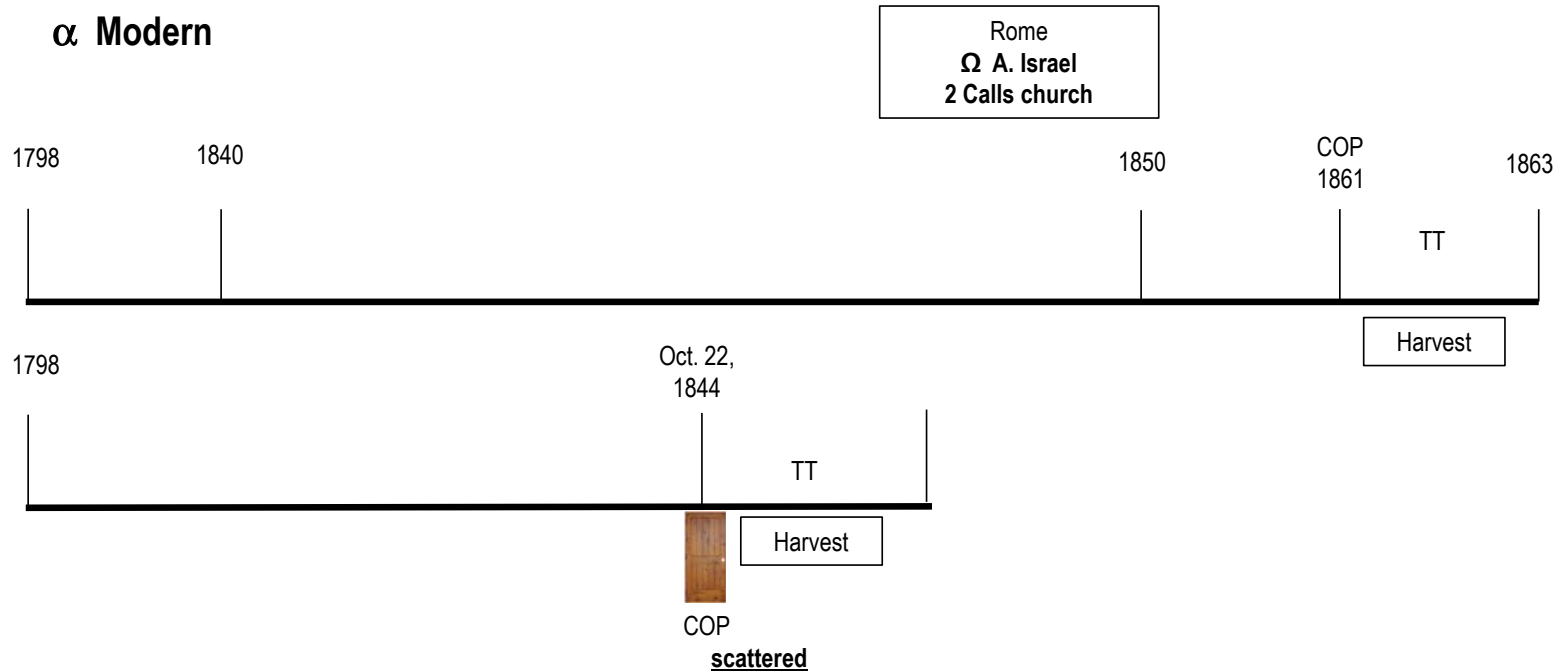 α Modern
Rome
Ω A. Israel
2 Calls church
1798
1840
1850
COP
1861
1863
TT
Harvest
1798
Oct. 22,
1844
TT
Harvest
COP
scattered